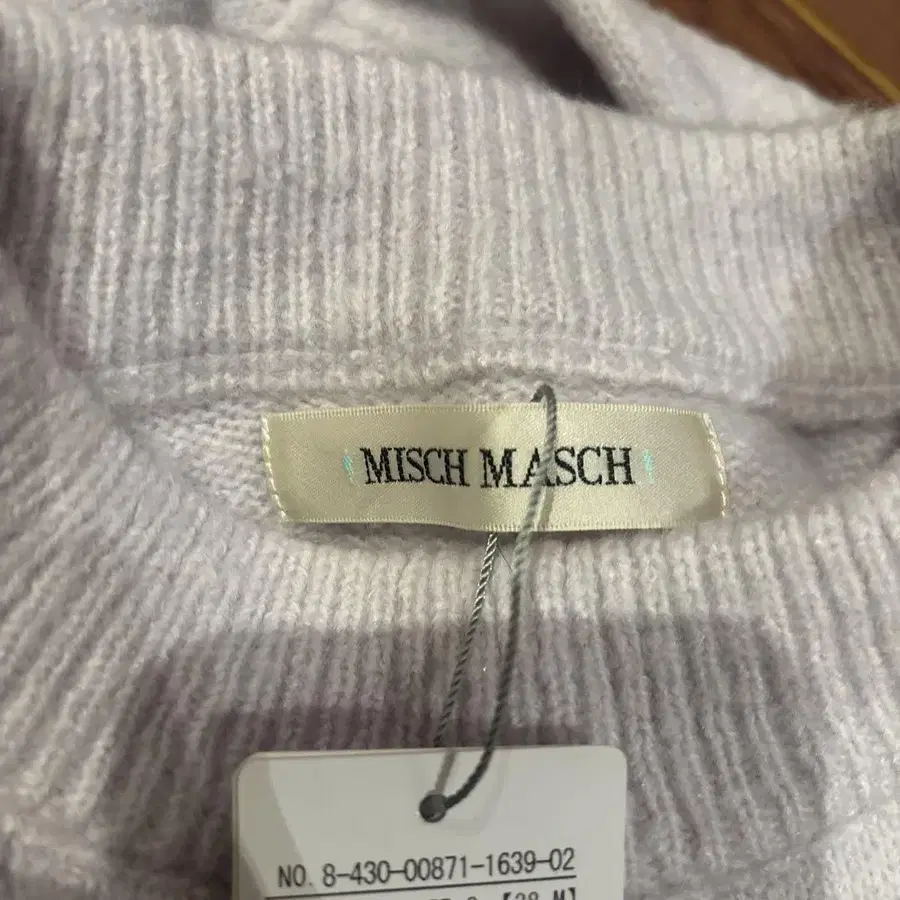 MISCH MASCH
NO. 8-430-00871-1639-02
[38 M]